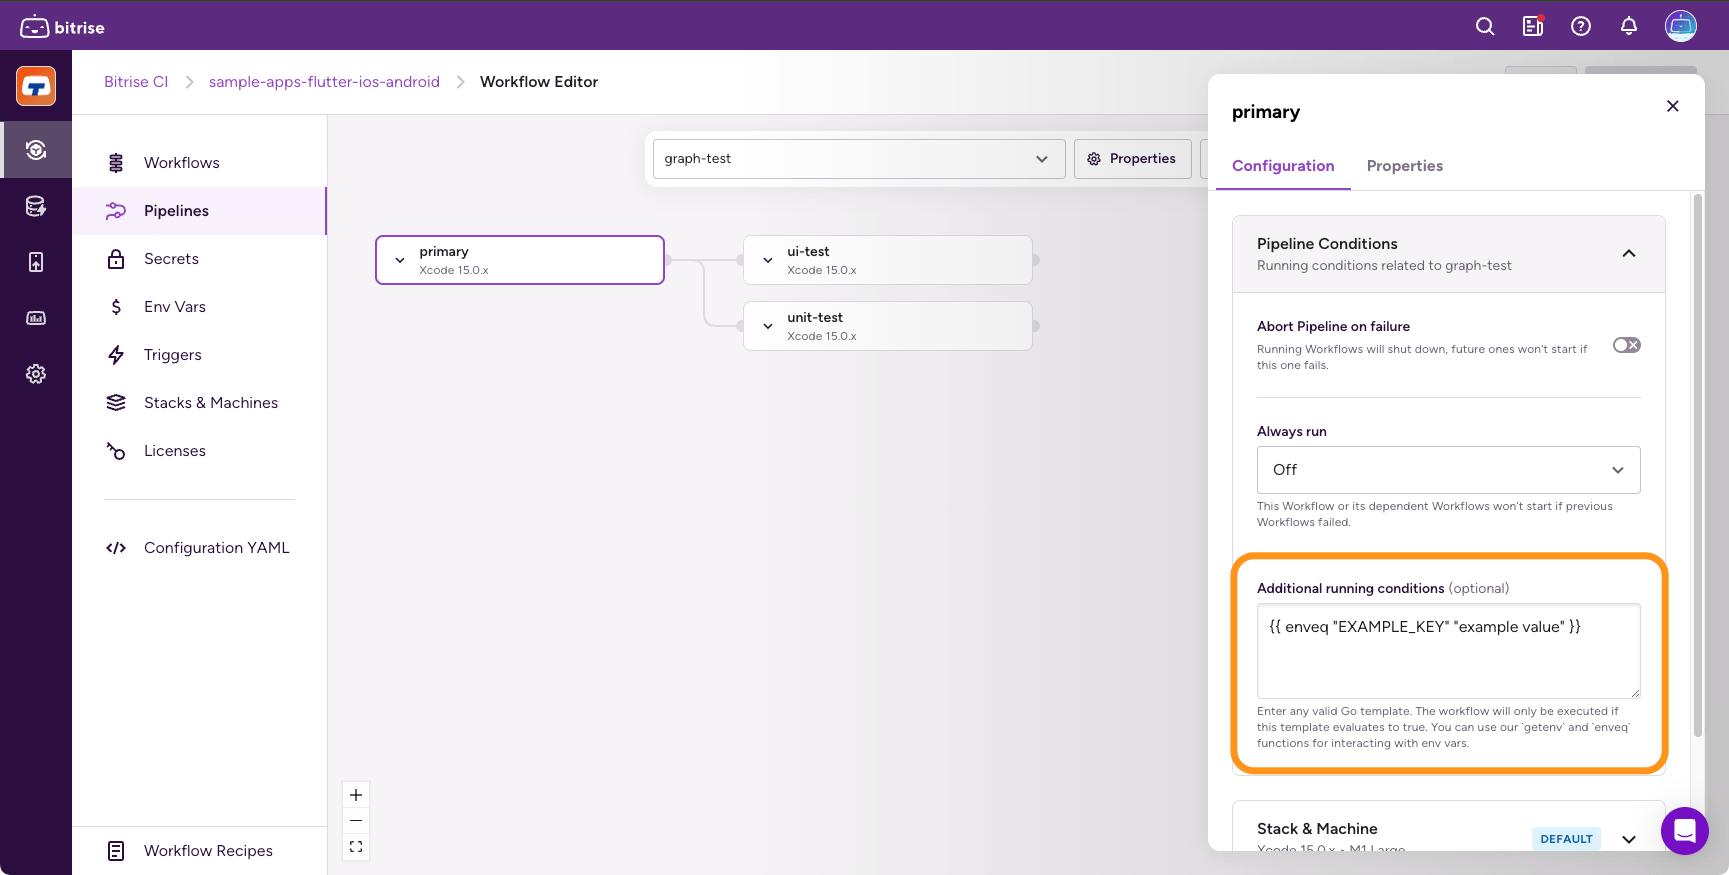 bitrise
Bitrise CI
sample-apps-flutter-ios-android
Workflow Editor
Workflows
Pipelines
Secrets
Env Vars
Triggers
Stacks & Machines
Licenses
Configuration YAML
Workflow Recipes
graph-test
Properties
primary
Xcode 15.0.x
ui-test
Xcode 15.0.x
unit-test
Xcode 15.0.x
primary
Configuration
Properties
Pipeline Conditions
Running conditions related to graph-test
Abort Pipeline on failure
Running Workflows will shut down, future ones won't start if
this one fails.
Always run
Off
This Workflow or its dependent Workflows won't start if previous
Workflows failed.
Additional running conditions (optional)
{{ enveq "EXAMPLE_KEY" "example value" }}
Enter any valid Go template. The workflow will only be executed if
this template evaluates to true. You can use our `getenv` and `enveq`
functions for interacting with env vars.
Stack & Machine
Xcode 15.0.x • M1 Large
DEFAULT